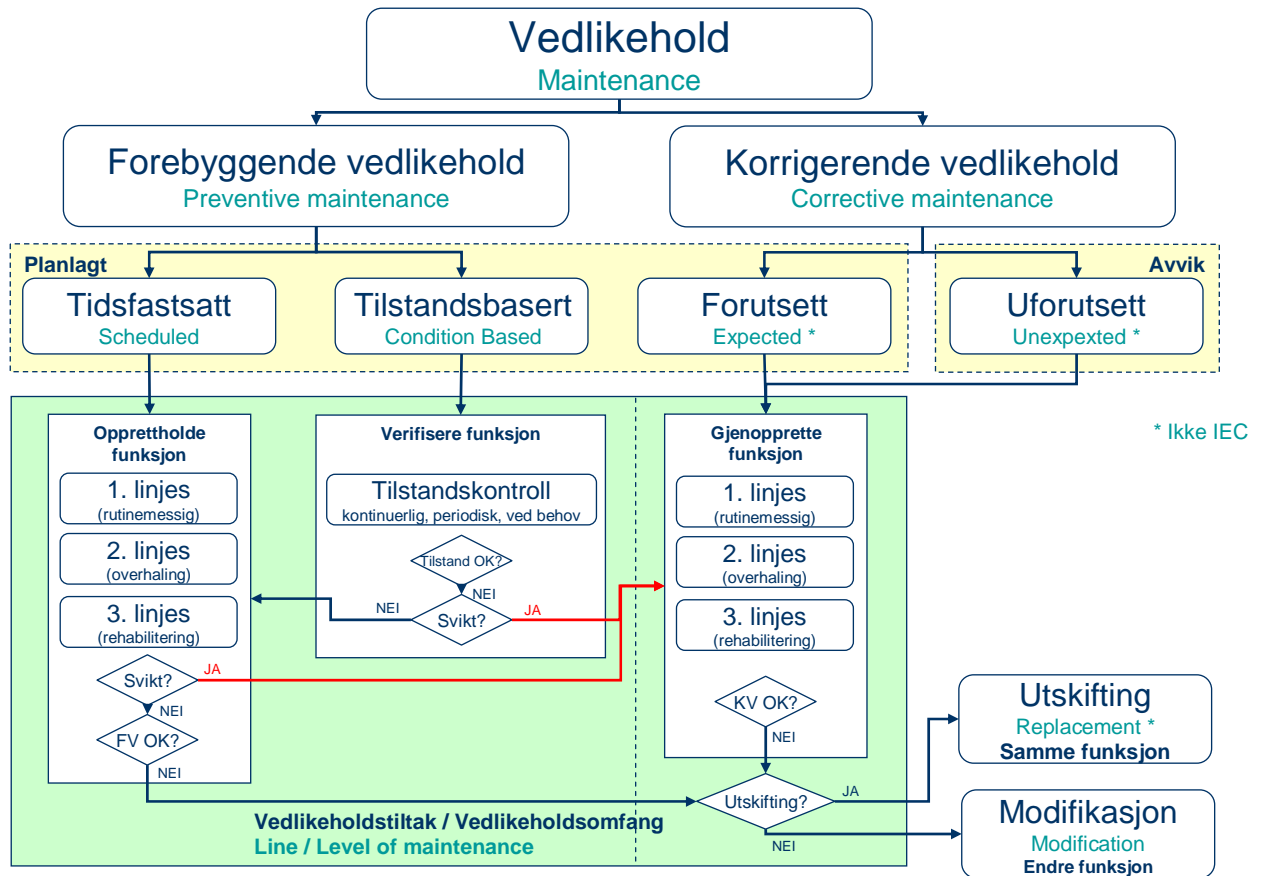 Vedlikehold
Maintenance
Forebyggende vedlikehold
Preventive maintenance
Korrigerende vedlikehold
Corrective maintenance
Planlagt
Avvik
Tidsfastsatt
Scheduled
Tilstandsbasert
Condition Based
Forutsett
Expected *
Uforutsett
Unexpexted *
* Ikke IEC
Opprettholde
funksjon
1. linjes
(rutinemessig)
2. linjes
(overhaling)
3. linjes
(rehabilitering)
Svikt?
JA
NEI
FV OK?
NEI
Verifisere funksjon
Tilstandskontroll
kontinuerlig, periodisk, ved behov
Tilstand OK?
NEI
NEI
Svikt?
JA
Gjenopprette
funksjon
1. linjes
(rutinemessig)
2. linjes
(overhaling)
3. linjes
(rehabilitering)
KV OK?
NEI
Utskifting?
JA
NEI
Utskifting
Replacement *
Samme funksjon
Modifikasjon
Modification
Endre funksjon
Vedlikeholdstiltak / Vedlikeholdsomfang
Line / Level of maintenance